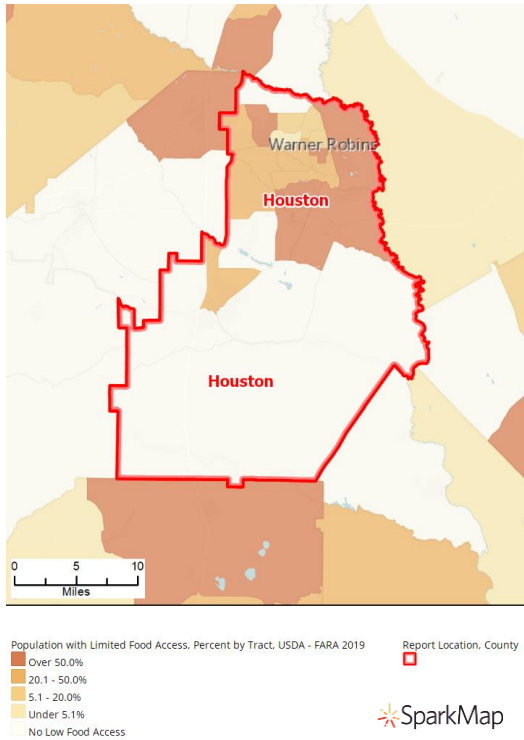 Warner Robins
Houston
Houston
0 5 10
Miles
Population with Limited Food Access, Percent by Tract, USDA - FARA 2019
Over 50.0%
20.1 - 50.0%
5.1 - 20.0%
Under 5.1%
No Low Food Access
Report Location, County
SparkMap